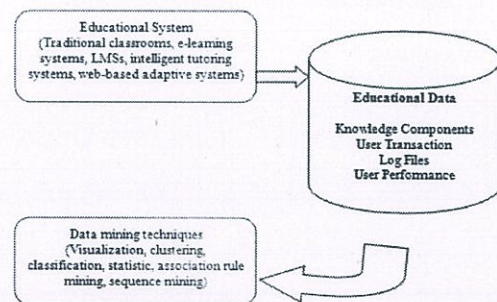 Educational System
(Traditional classrooms, e-learning
systems, LMSs, intelligent tutoring
systems, web-based adaptive systems)
Educational Data
Knowledge Components
User Transaction
Log Files
User Performance
Data mining techniques
(Visualization, clustering,
classification, statistic, association rule
mining, sequence mining)